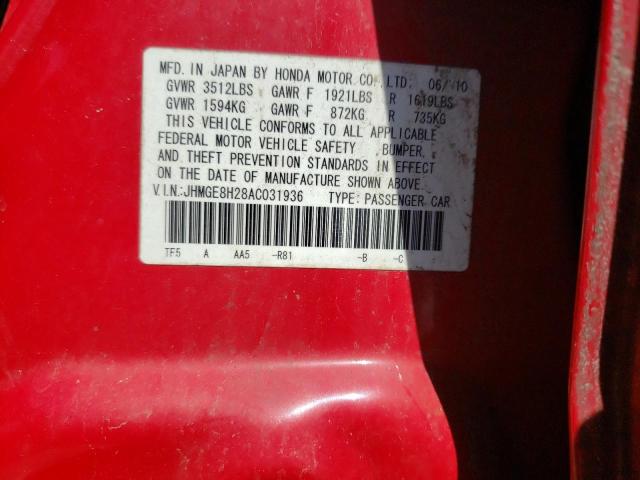 MFD. IN JAPAN BY HONDA MOTOR CO., LTD. 06/'10
GVWR 3512LBS GAWR F 1921LBS R 1619LBS
GVWR 1594KG GAWR F 872KG R 735KG
THIS VEHICLE CONFORMS TO ALL APPLICABLE
FEDERAL MOTOR VEHICLE SAFETY, BUMPER,
AND THEFT PREVENTION STANDARDS IN EFFECT
ON THE DATE OF MANUFACTURE SHOWN ABOVE.
V.I.N.:JHMGE8H28AC031936 TYPE: PASSENGER CAR
TF5 A AA5 -R81 -B -C